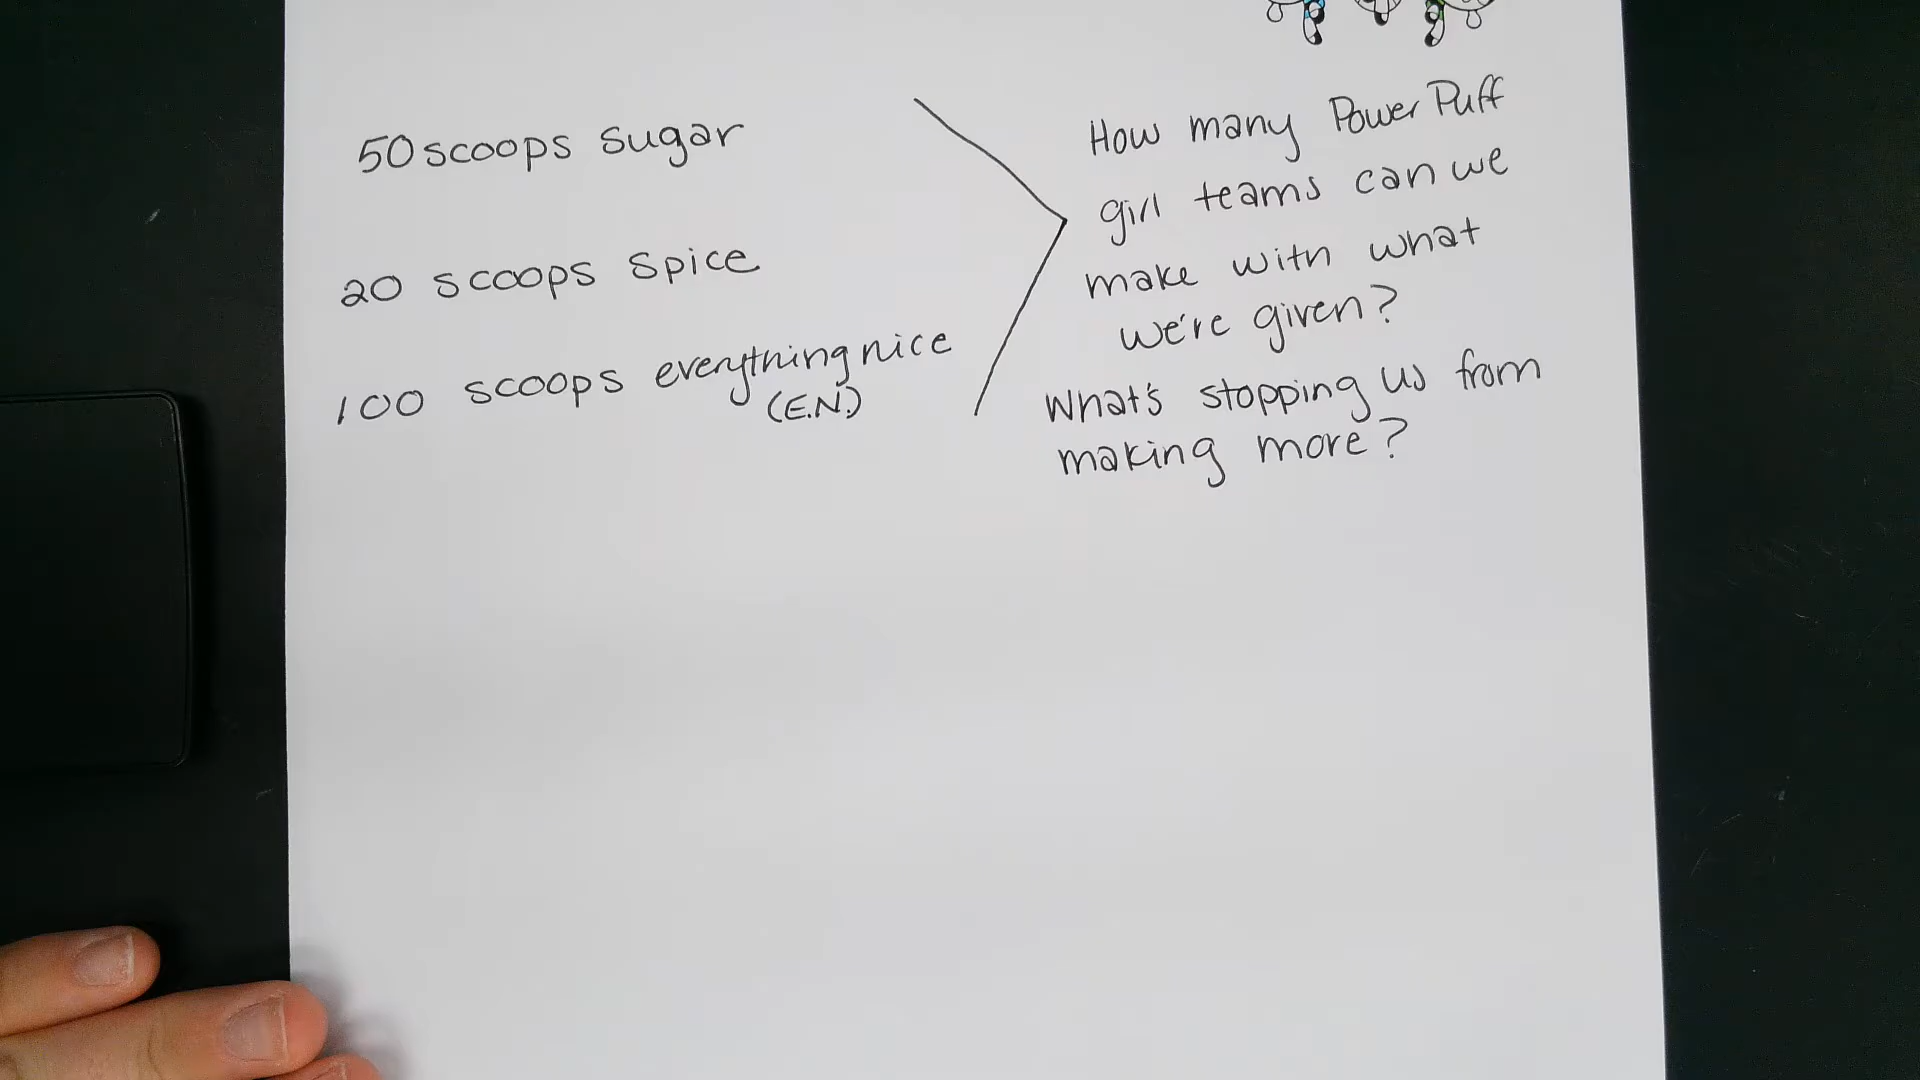 50 scoops sugar
20 scoops spice
100 scoops everything nice
(E.N.)
How many Power Puff
girl teams can we
make with what
we're given?
What's stopping us from
making more?